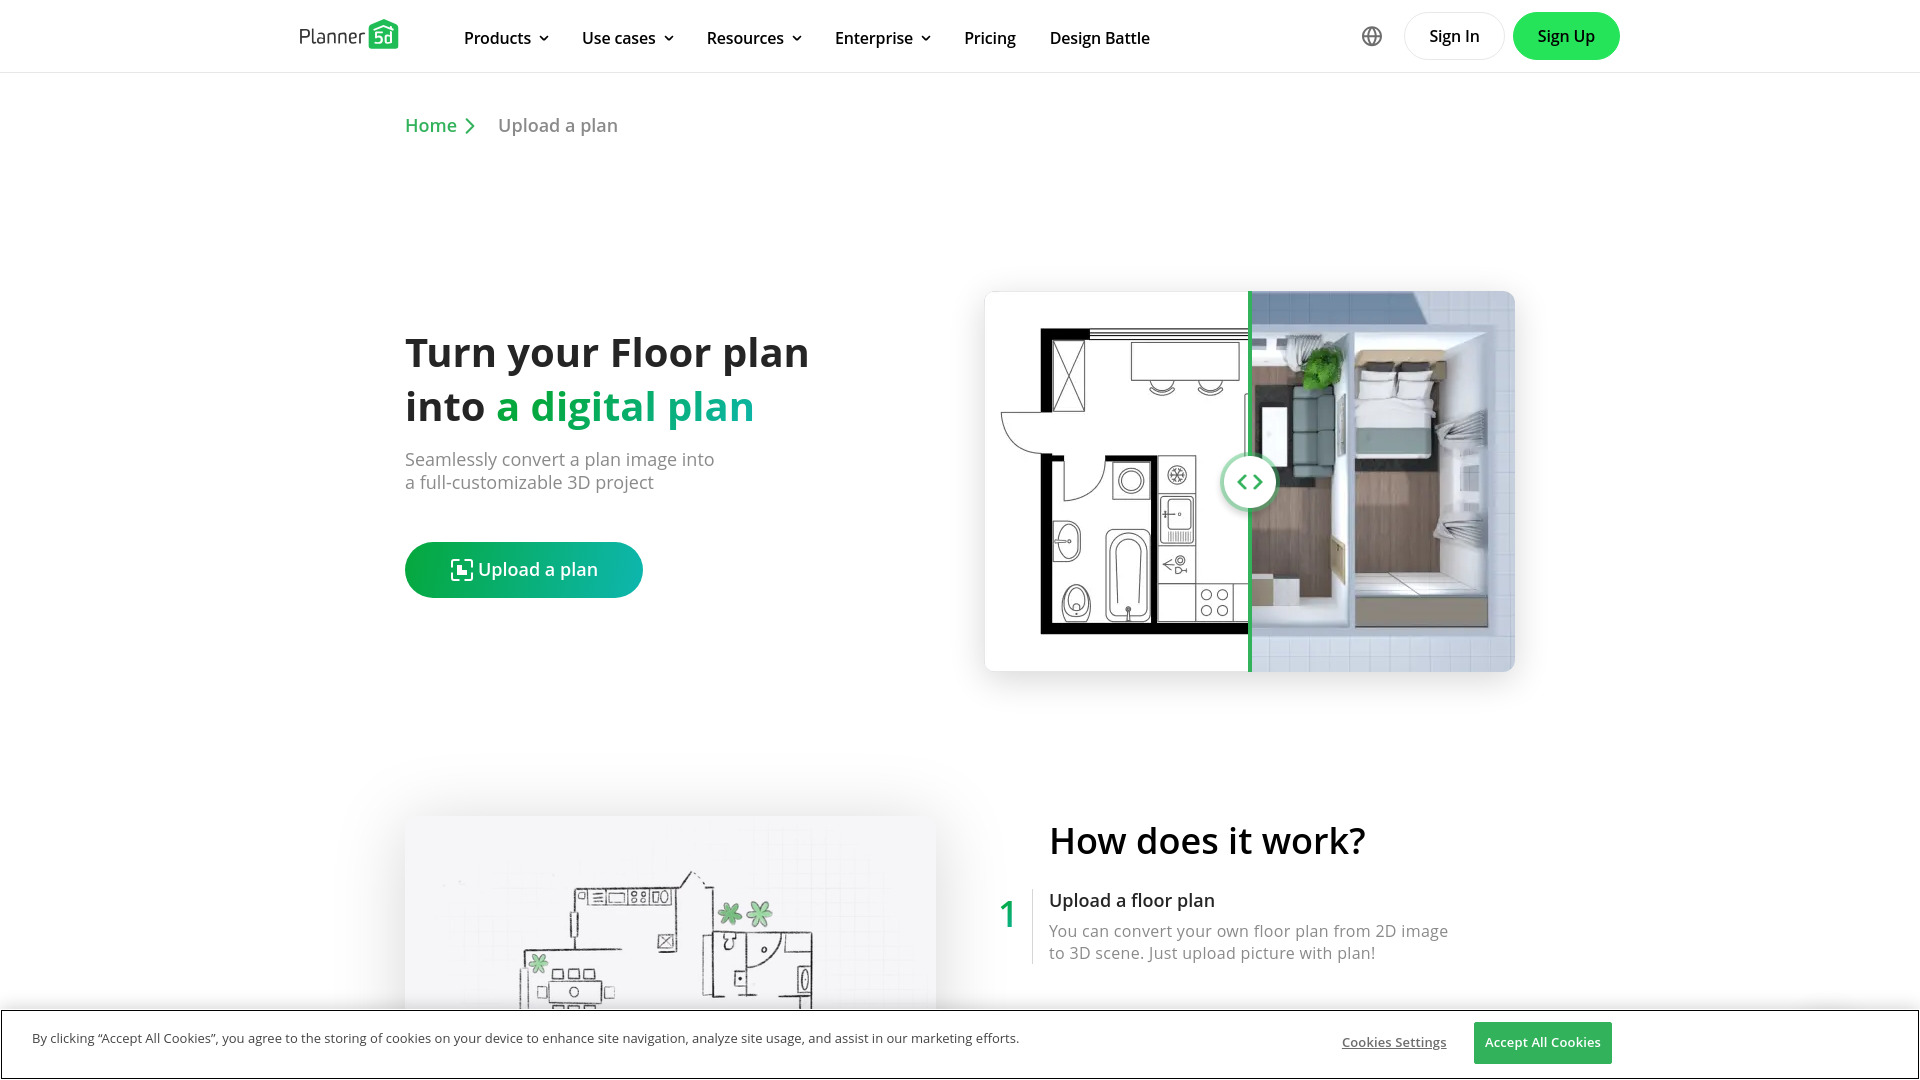 Planner 5d
Products
Use cases
Resources
Enterprise
Pricing
Design Battle
Sign In
Sign Up
Home
Upload a plan
Turn your Floor plan
into a digital plan
Seamlessly convert a plan image into
a full-customizable 3D project
Upload a plan
How does it work?
1
Upload a floor plan
You can convert your own floor plan from 2D image
to 3D scene. Just upload picture with plan!
By clicking “Accept All Cookies”, you agree to the storing of cookies on your device to enhance site navigation, analyze site usage, and assist in our marketing efforts.
Cookies Settings
Accept All Cookies